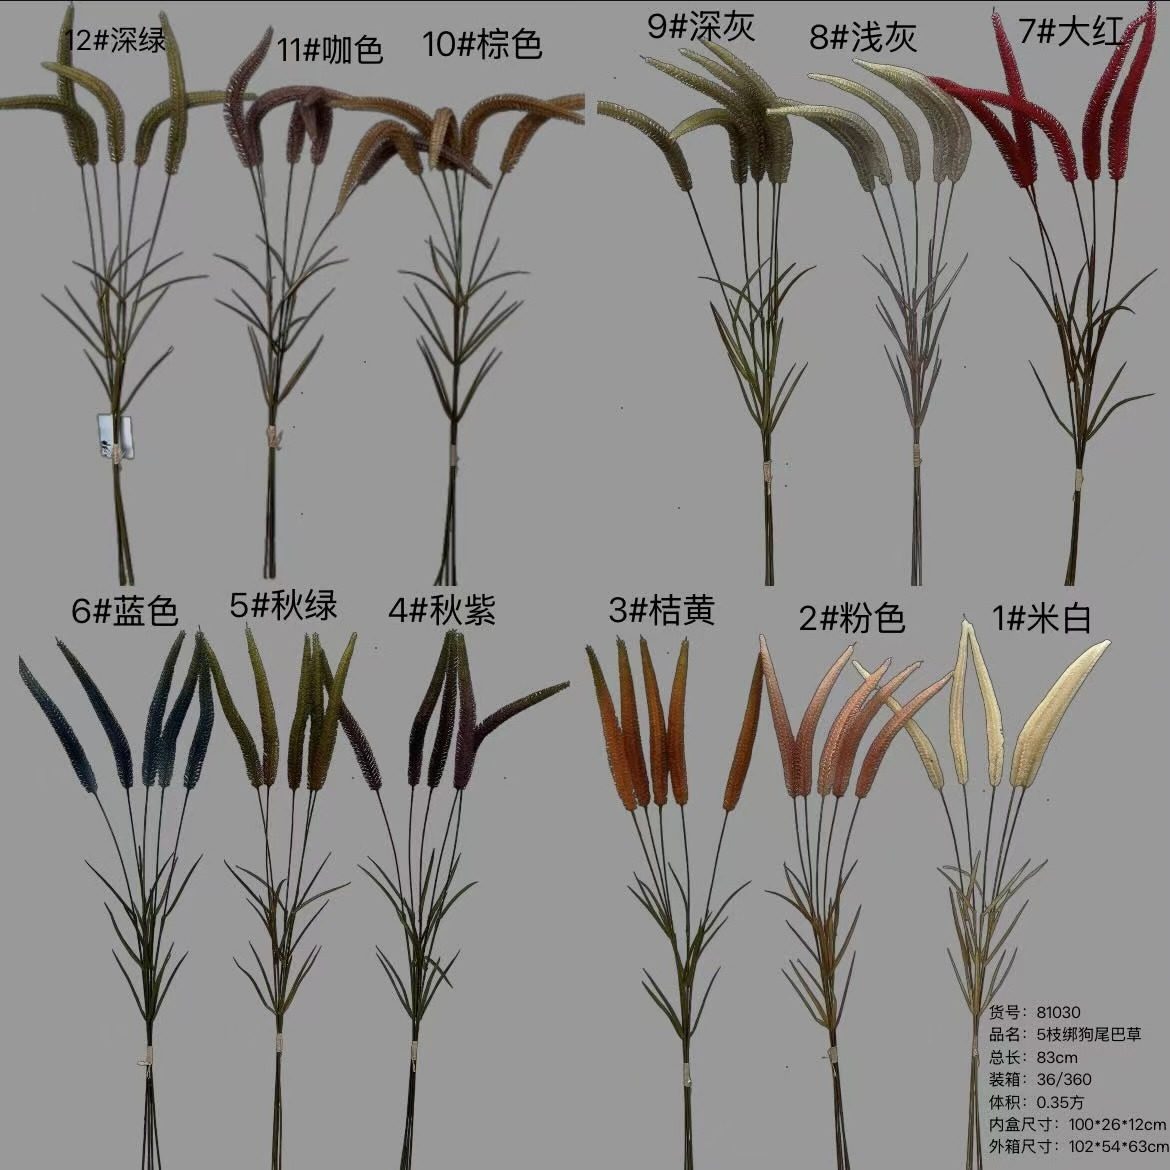 12#深绿
11#咖色
10#棕色
9#深灰
8#浅灰
7#大红
6#蓝色
5#秋绿
4#秋紫
3#桔黄
2#粉色
1#米白
货号：81030
品名：5枝绑狗尾巴草
总长：83cm
装箱：36/360
体积：0.35方
内盒尺寸：100*26*12cm
外箱尺寸：102*54*63cm